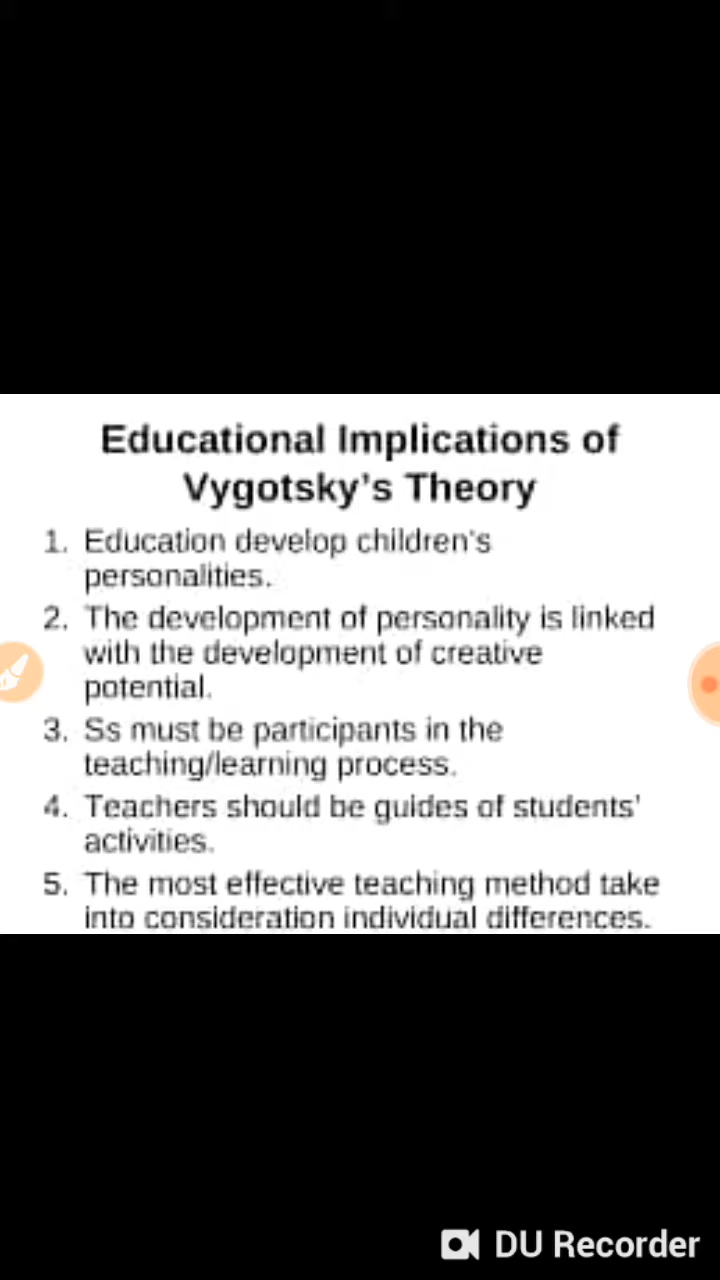 Educational Implications of
Vygotsky's Theory
1. Education develop children's
personalities.
2. The development of personality is linked
with the development of creative
potential.
3. Ss must be participants in the
teaching/learning process.
4. Teachers should be guides of students'
activities.
5. The most effective teaching method take
into consideration individual differences.
DU Recorder